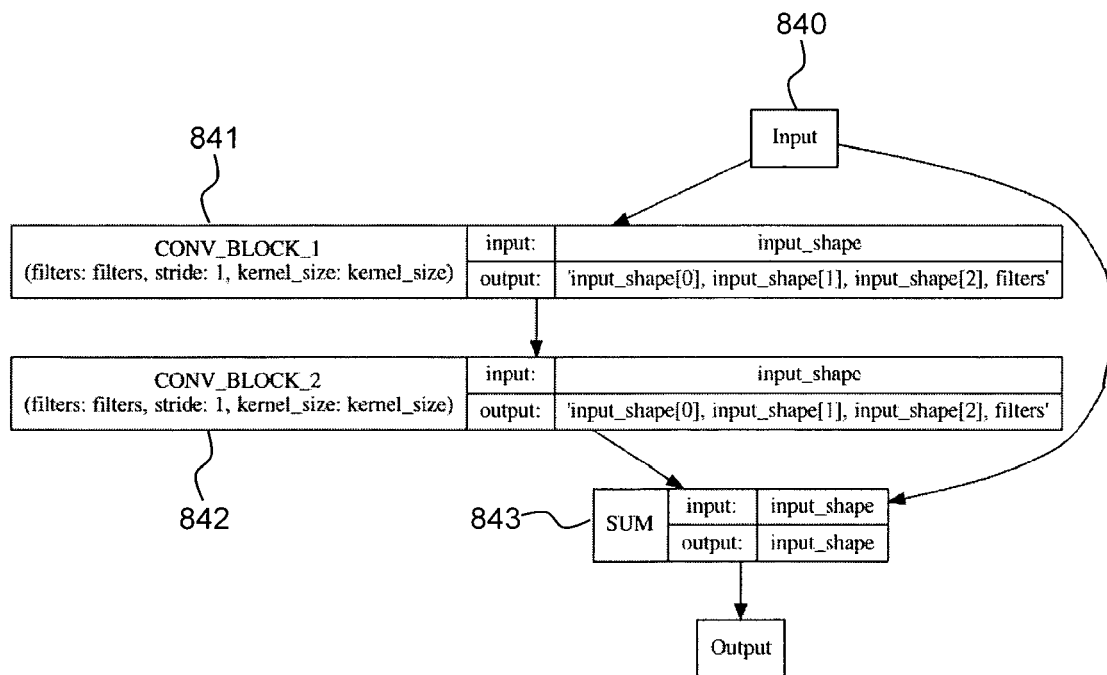 840
Input
841
CONV_BLOCK_1
(filters: filters, stride: 1, kernel_size: kernel_size)
input:
input_shape
output:
'input_shape[0], input_shape[1], input_shape[2], filters'
CONV_BLOCK_2
(filters: filters, stride: 1, kernel_size: kernel_size)
input:
input_shape
output:
'input_shape[0], input_shape[1], input_shape[2], filters'
842
843
SUM
input:
input_shape
output:
input_shape
Output